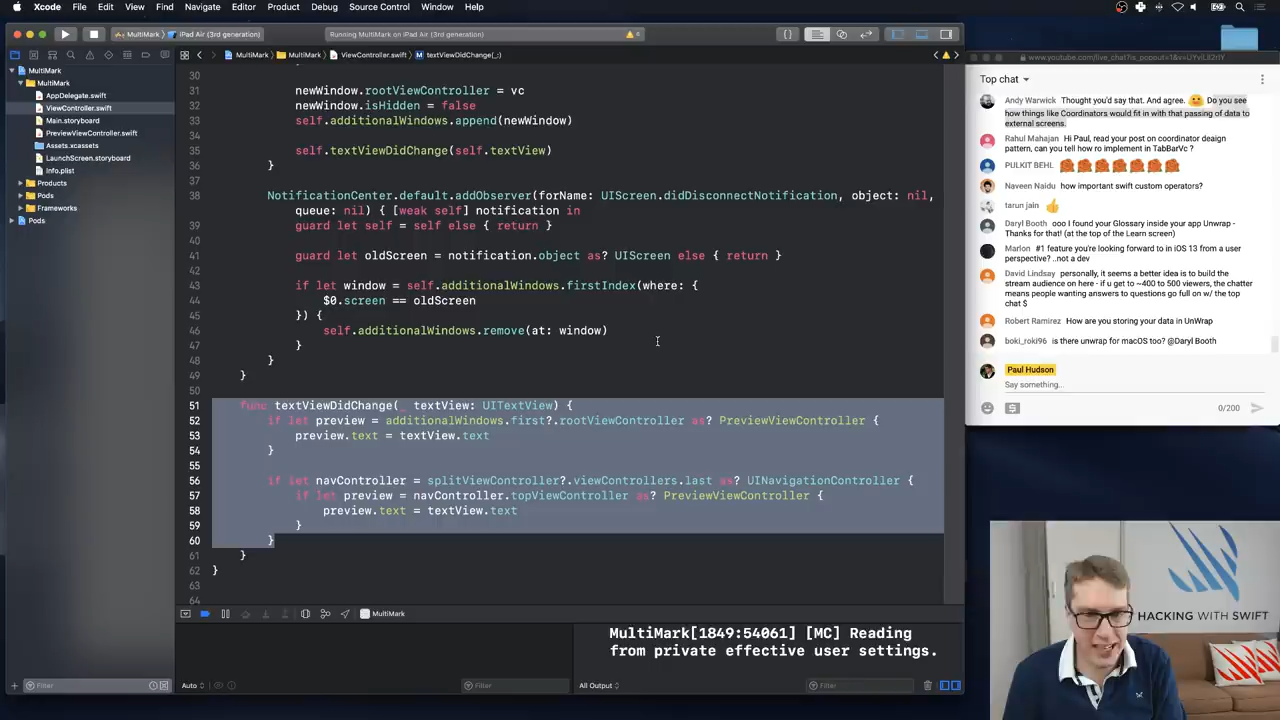 Xcode File Edit View Find Navigate Editor Product Debug Source Control Window Help
MultiMark iPad Air (3rd generation) Running MultiMark on iPad Air (3rd generation)
MultiMark MultiMark ViewController.swift textViewDidChange(_:)
MultiMark
MultiMark
AppDelegate.swift
ViewController.swift
Main.storyboard
PreviewViewController.swift
Assets.xcassets
LaunchScreen.storyboard
Info.plist
Products
Pods
Frameworks
Pods
30
31 newWindow.rootViewController = vc
32 newWindow.isHidden = false
33 self.additionalWindows.append(newWindow)
34
35 self.textViewDidChange(self.textView)
36 }
37
38 NotificationCenter.default.addObserver(forName: UIScreen.didDisconnectNotification, object: nil,
queue: nil) { [weak self] notification in
39 guard let self = self else { return }
40
41 guard let oldScreen = notification.object as? UIScreen else { return }
42
43 if let window = self.additionalWindows.firstIndex(where: {
44 $0.screen == oldScreen
45 }) {
46 self.additionalWindows.remove(at: window)
47 }
48 }
49 }
50
51 func textViewDidChange(_ textView: UITextView) {
52 if let preview = additionalWindows.first?.rootViewController as? PreviewViewController {
53 preview.text = textView.text
54 }
55
56 if let navController = splitViewController?.viewControllers.last as? UINavigationController {
57 if let preview = navController.topViewController as? PreviewViewController {
58 preview.text = textView.text
59 }
60 }
61 }
62 }
63
64
MultiMark
MultiMark[1849:54061] [MC] Reading
from private effective user settings.
Filter
Auto
Filter
All Output
Filter
Top chat
Andy Warwick Thought you'd say that. And agree. Do you see
how things like Coordinators would fit in with that passing of data to
external screens.
Rahul Mahajan Hi Paul, read your post on coordinator deaign
pattern, can you tell how ro implement in TabBarVc ?
PULKIT BEHL
Naveen Naidu how important swift custom operators?
tarun jain
Daryl Booth ooo I found your Glossary inside your app Unwrap -
Thanks for that! (at the top of the Learn screen)
Marlon #1 feature you're looking forward to in iOS 13 from a user
perspective? ..not a dev
David Lindsay personally, it seems a better idea is to build the
stream audience on here - if u get to ~400 to 500 viewers, the chatter
means people wanting answers to questions go full on w/ the top
chat $
Robert Ramirez How are you storing your data in UnWrap
boki_roki96 is there unwrap for macOS too? @Daryl Booth
Paul Hudson
Say something...
0/200
HACKING WITH SWIFT